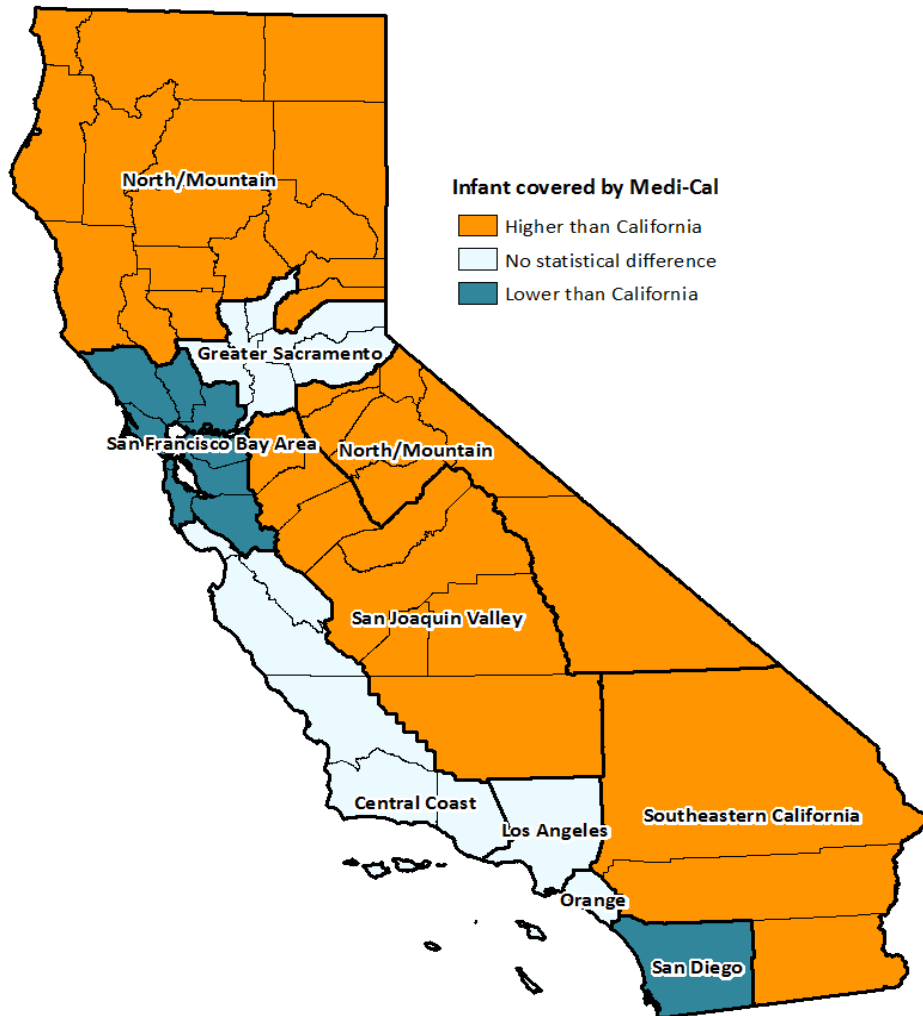 North/Mountain
Infant covered by Medi-Cal
Higher than California
No statistical difference
Lower than California
Greater Sacramento
San Francisco Bay Area
North/Mountain
San Joaquin Valley
Central Coast
Los Angeles
Southeastern California
Orange
San Diego